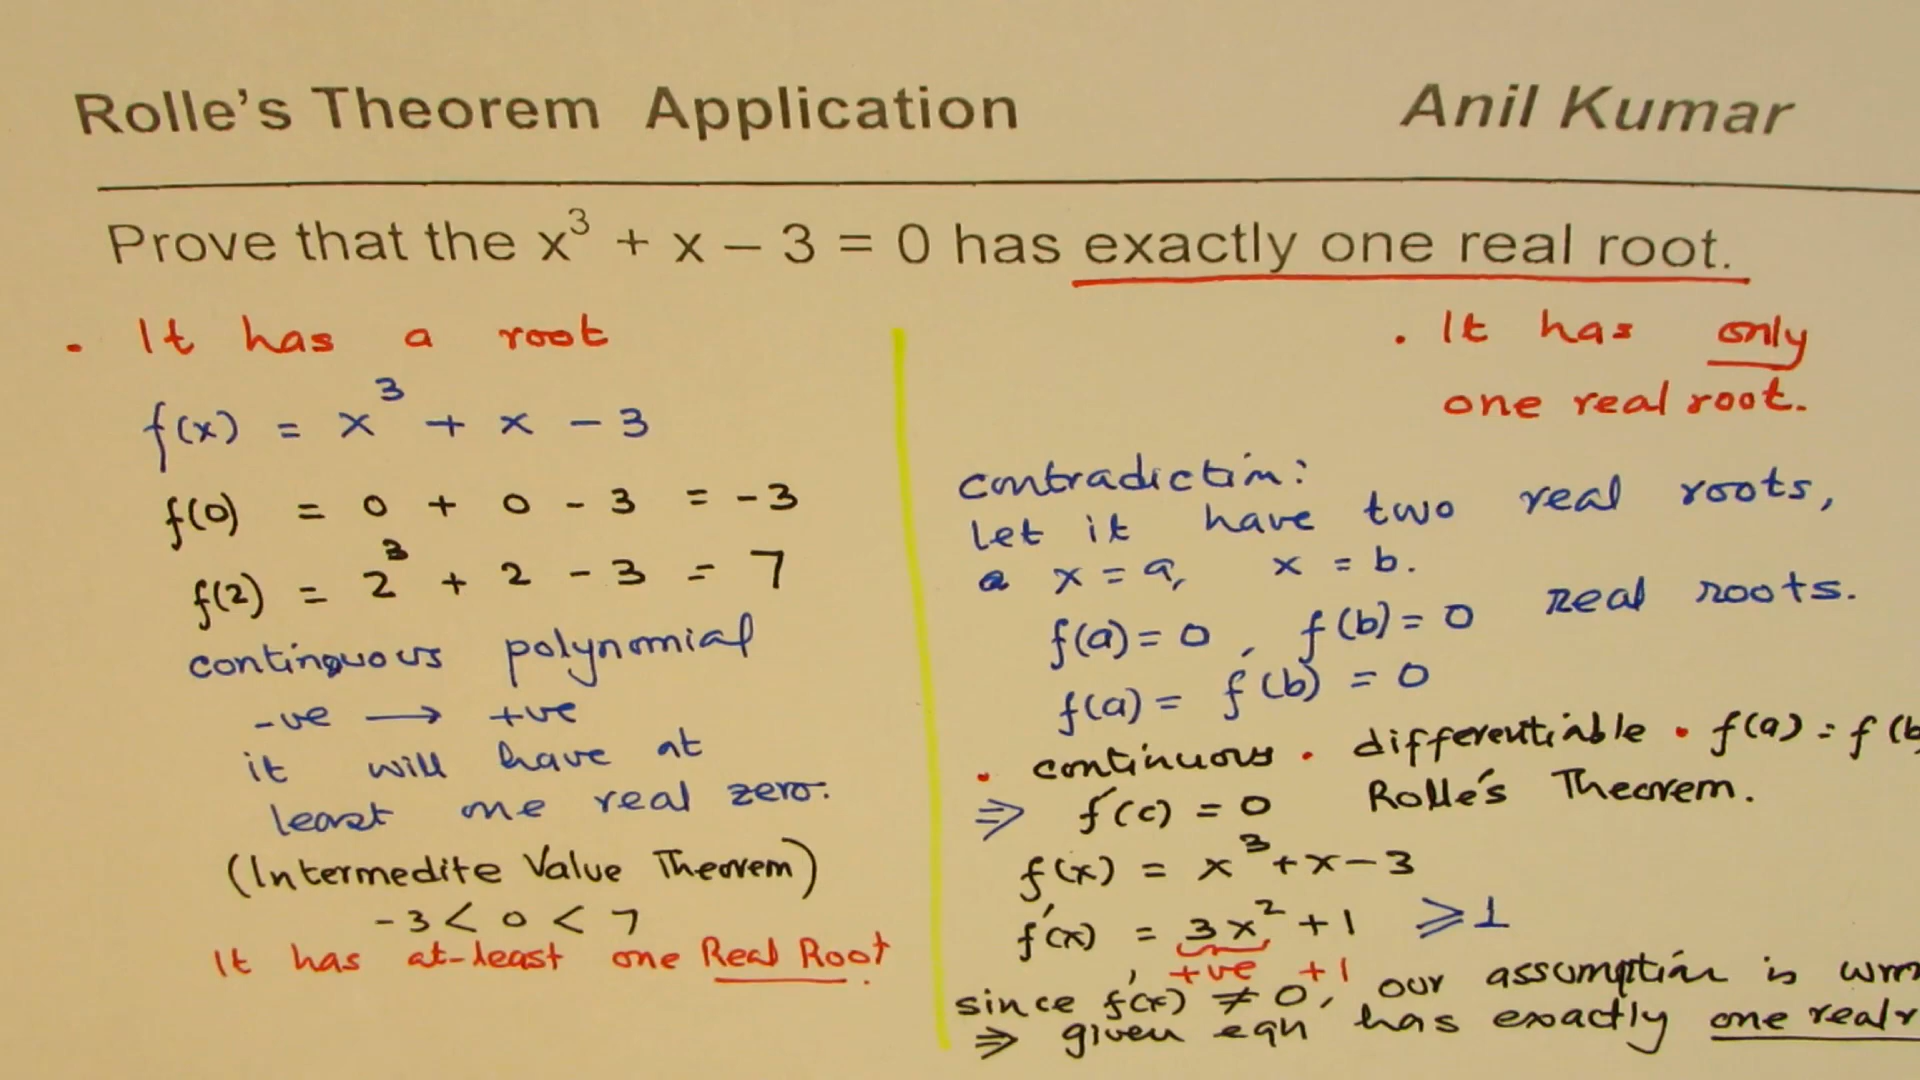 Rolle's Theorem Application Anil Kumar
Prove that the x³ + x – 3 = 0 has exactly one real root.
. It has a root
f(x) = x³ + x - 3
f(0) = 0 + 0 - 3 = -3
f(2) = 2³ + 2 - 3 = 7
continuous polynomial
-ve → +ve
it will have at
least one real zero.
(Intermedite Value Theorem)
-3 < 0 < 7
It has at-least one Real Root.
. It has only
one real root.
contradiction:
let it have two real roots,
x = a, x = b.
f(a) = 0, f(b) = 0 real roots.
f(a) = f(b) = 0
. continuous . differentiable . f(a) = f(b
⇒ f'(c) = 0 Rolle's Theorem.
f(x) = x³ + x - 3
f'(x) = 3x² + 1 ⩾ 1
+ve +1
since f'(x) ≠ 0, our assumption is
⇒ given eqn has exactly one real r